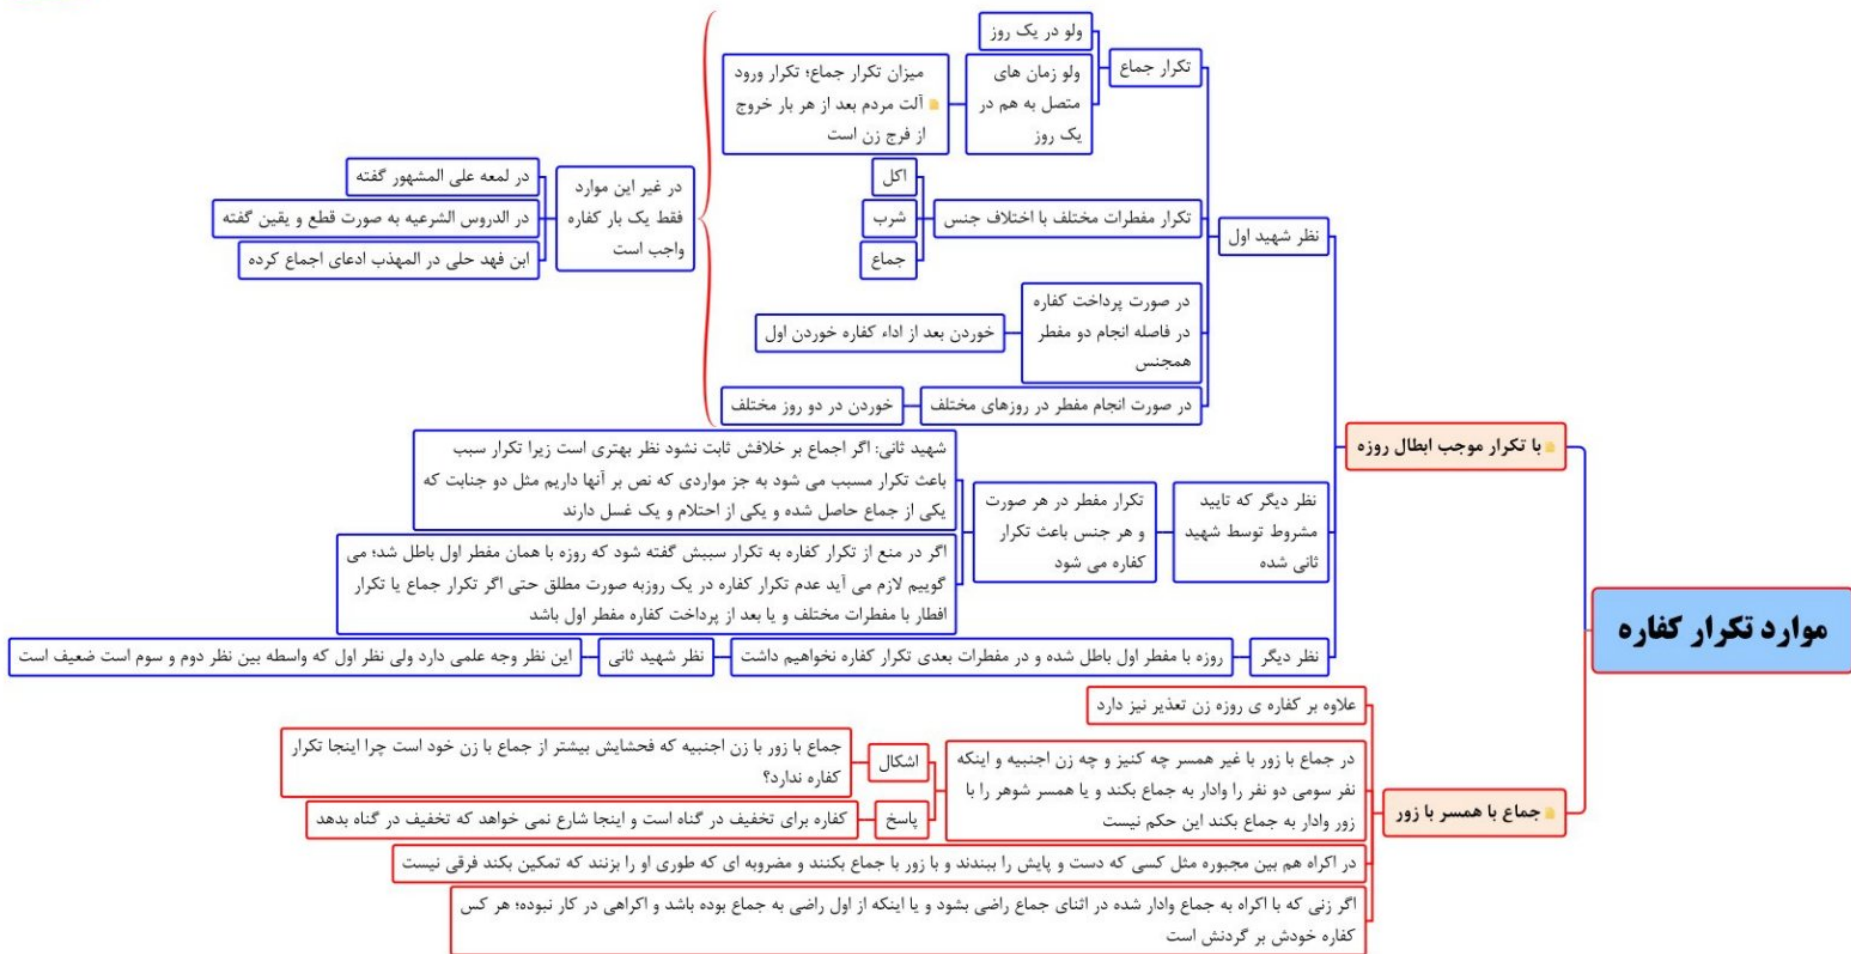 موارد تکرار کفاره
با تکرار موجب ابطال روزه
نظر شهید اول
تکرار جماع
ولو در یک روز
ولو زمان های
متصل به هم در
یک روز
میزان تکرار جماع؛ تکرار ورود
آلت مردم بعد از هر بار خروج
از فرج زن است
تکرار مفطرات مختلف با اختلاف جنس
اکل
شرب
جماع
در صورت پرداخت کفاره
در فاصله انجام دو مفطر
همجنس
خوردن بعد از اداء کفاره خوردن اول
در صورت انجام مفطر در روزهای مختلف
خوردن در دو روز مختلف
در غیر این موارد
فقط یک بار کفاره
واجب است
در لمعه علی المشهور گفته
در الدروس الشرعیه به صورت قطع و یقین گفته
ابن فهد حلی در المهذب ادعای اجماع کرده
نظر دیگر که تایید
مشروط توسط شهید
ثانی شده
تکرار مفطر در هر صورت
و هر جنس باعث تکرار
کفاره می شود
شهید ثانی: اگر اجماع بر خلافش ثابت نشود نظر بهتری است زیرا تکرار سبب
باعث تکرار مسبب می شود به جز مواردی که نص بر آنها داریم مثل دو جنابت که
یکی از جماع حاصل شده و یکی از احتلام و یک غسل دارند
اگر در منع از تکرار کفاره به تکرار سببش گفته شود که روزه با همان مفطر اول باطل شد؛ می
گوییم لازم می آید عدم تکرار کفاره در یک روزبه صورت مطلق حتی اگر تکرار جماع یا تکرار
افطار با مفطرات مختلف و یا بعد از پرداخت کفاره مفطر اول باشد
نظر دیگر
روزه با مفطر اول باطل شده و در مفطرات بعدی تکرار کفاره نخواهیم داشت
نظر شهید ثانی
این نظر وجه علمی دارد ولی نظر اول که واسطه بین نظر دوم و سوم است ضعیف است
جماع با همسر با زور
علاوه بر کفاره ی روزه زن تعذیر نیز دارد
در جماع با زور با غیر همسر چه کنیز و چه زن اجنبیه و اینکه
نفر سومی دو نفر را وادار به جماع بکند و یا همسر شوهر را با
زور وادار به جماع بکند این حکم نیست
اشکال
جماع با زور با زن اجنبیه که فحشایش بیشتر از جماع با زن خود است چرا اینجا تکرار
کفاره ندارد؟
پاسخ
کفاره برای تخفیف در گناه است و اینجا شارع نمی خواهد که تخفیف در گناه بدهد
در اکراه هم بین مجبوره مثل کسی که دست و پایش را ببندند و با زور با جماع بکنند و مضروبه ای که طوری او را بزنند که تمکین بکند فرقی نیست
اگر زنی که با اکراه به جماع وادار شده در اثنای جماع راضی بشود و یا اینکه از اول راضی به جماع بوده باشد و اکراهی در کار نبوده؛ هر کس
کفاره خودش بر گردنش است